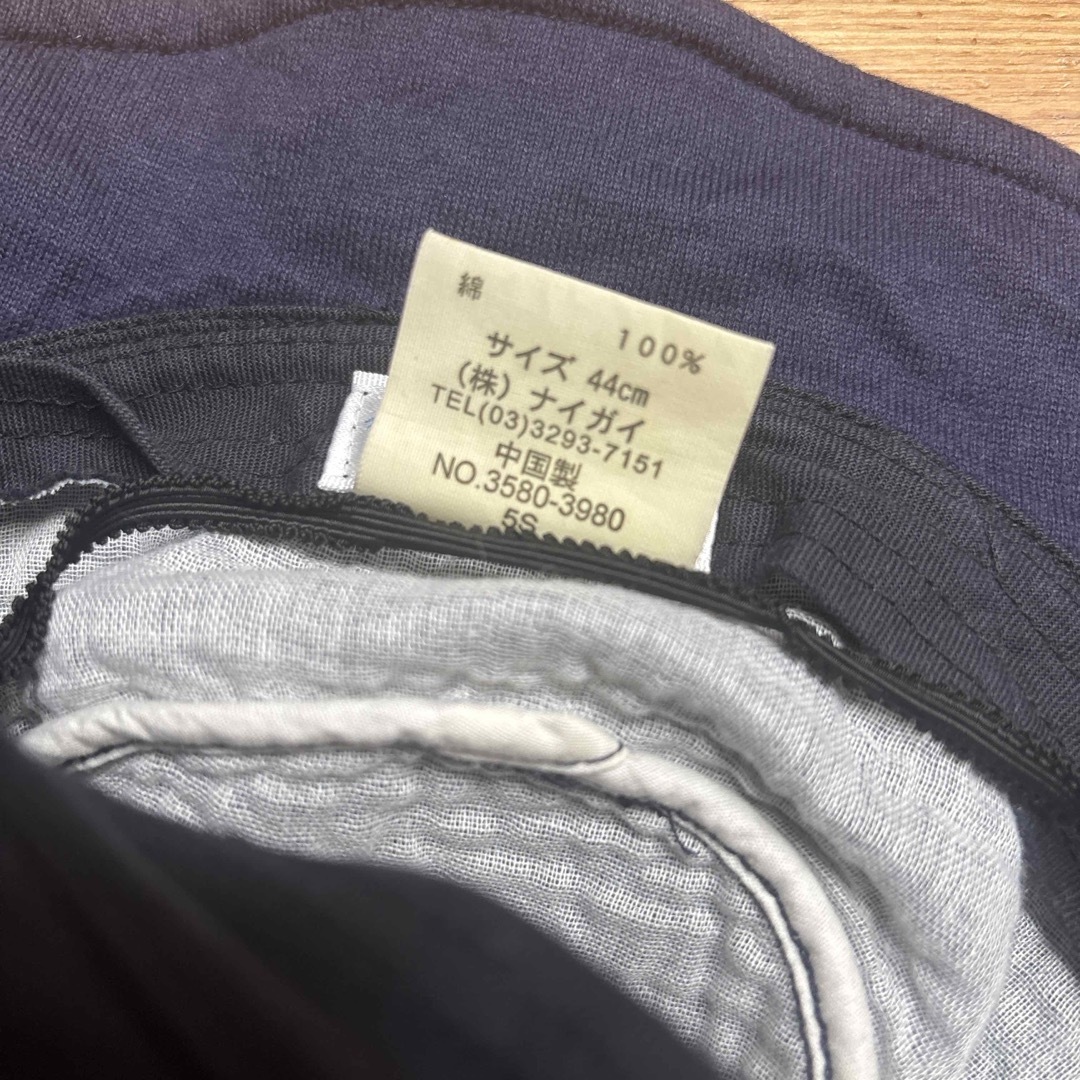 綿 100%
サイズ 44cm
(株) ナイガイ
TEL(03)3293-7151
中国製
NO.3580-3980
5S